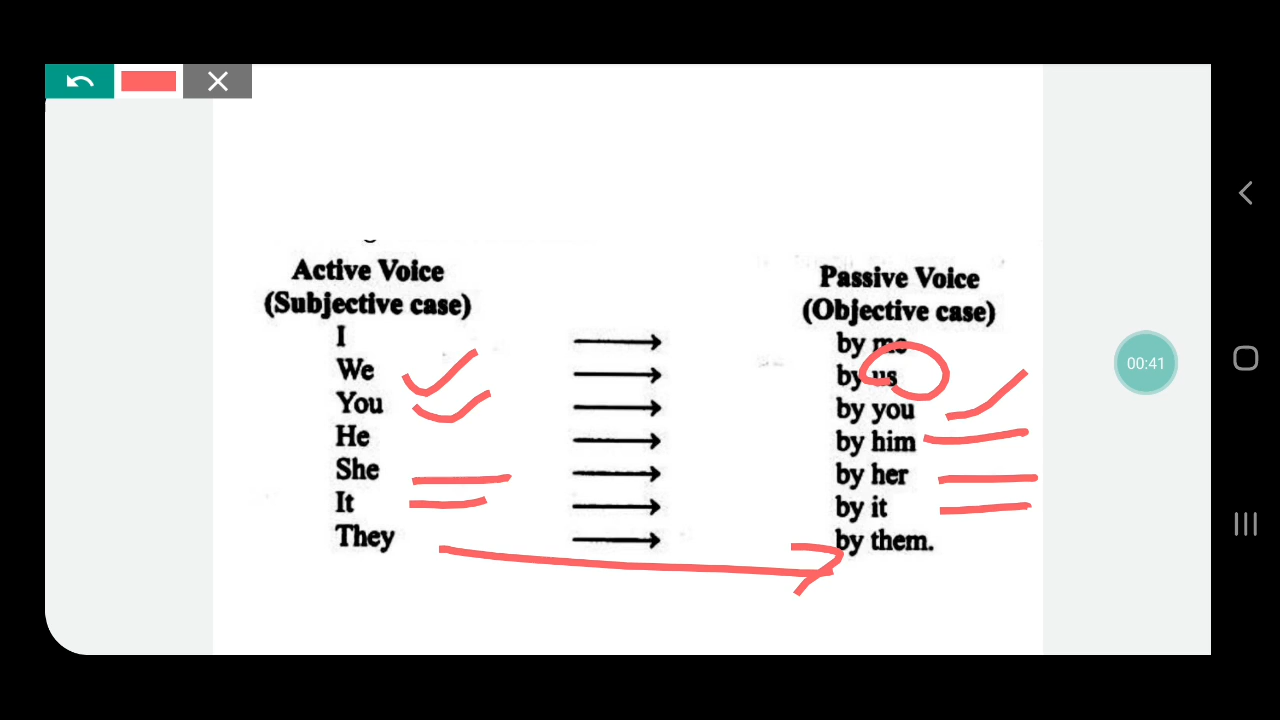 Active Voice
(Subjective case)
Passive Voice
(Objective case)
I → by me
We → by us
You → by you
He → by him
She → by her
It → by it
They → by them.
00:41